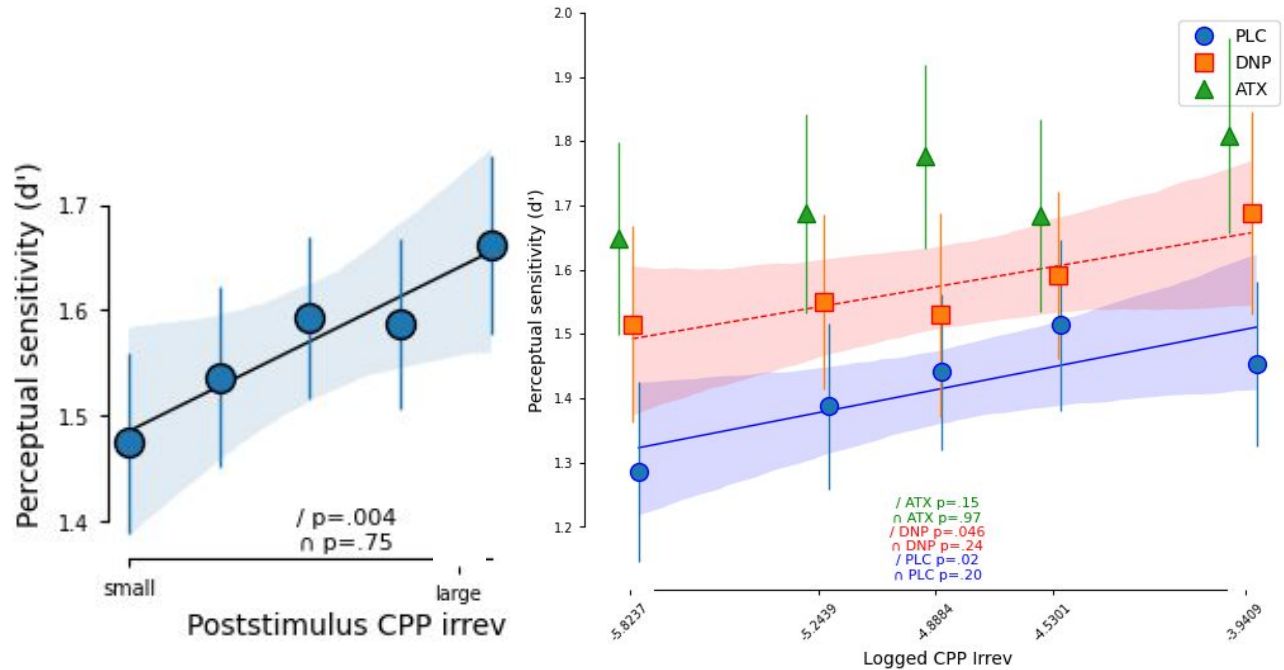 Perceptual sensitivity (d')
1.7
1.6
1.5
1.4
/ p=.004
∩ p=.75
small
large
Poststimulus CPP irrev
Perceptual sensitivity (d')
2.0
1.9
1.8
1.7
1.6
1.5
1.4
1.3
1.2
PLC
DNP
ATX
/ ATX p=.15
∩ ATX p=.97
/ DNP p=.046
∩ DNP p=.24
/ PLC p=.02
∩ PLC p=.20
-5.8237
-5.2439
-4.8884
-4.5301
-3.9409
Logged CPP Irrev